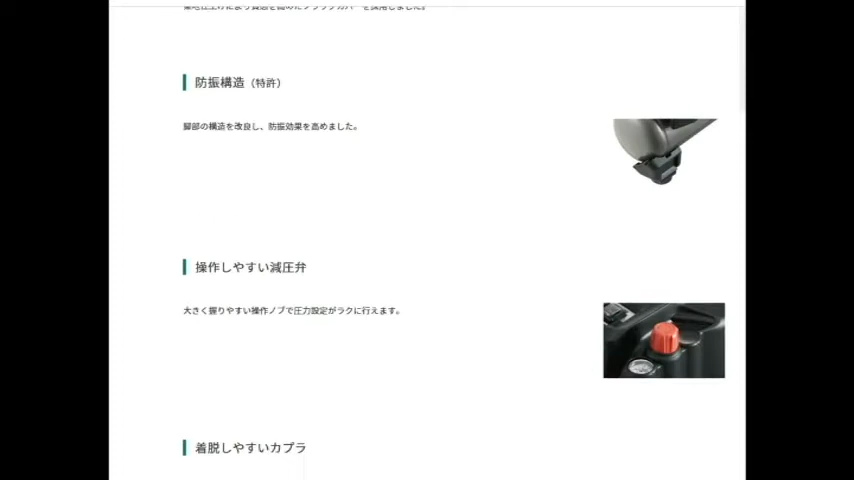 防振構造（特許）
脚部の構造を改良し、防振効果を高めました。
操作しやすい減圧弁
大きく握りやすい操作ノブで圧力設定がラクに行えます。
着脱しやすいカプラ